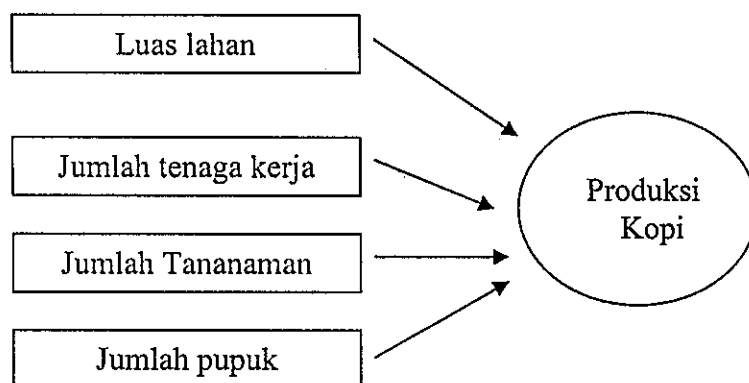 Luas lahan
Jumlah tenaga kerja
Jumlah Tananaman
Jumlah pupuk
Produksi
Kopi